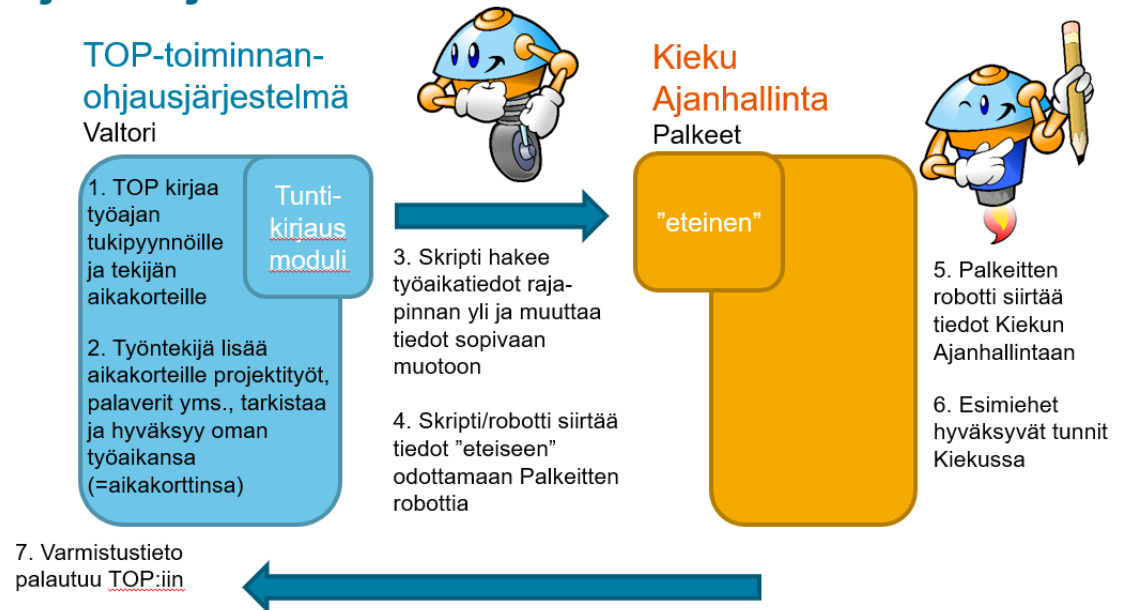 TOP-toiminnan-
ohjausjärjestelmä
Valtori
1. TOP kirjaa
työajan
tukipyynnöille
ja tekijän
aikakorteille
2. Työntekijä lisää
aikakorteille projektityöt,
palaverit yms., tarkistaa
ja hyväksyy oman
työaikansa
(=aikakorttinsa)
Tunti-
kirjaus
moduli
3. Skripti hakee
työaikatiedot raja-
pinnan yli ja muuttaa
tiedot sopivaan
muotoon
4. Skripti/robotti siirtää
tiedot ”eteiseen”
odottamaan Palkeitten
robottia
Kieku
Ajanhallinta
Palkeet
”eteinen”
5. Palkeitten
robotti siirtää
tiedot Kiekun
Ajanhallintaan
6. Esimiehet
hyväksyvät tunnit
Kiekussa
7. Varmistustieto
palautuu TOP:iin